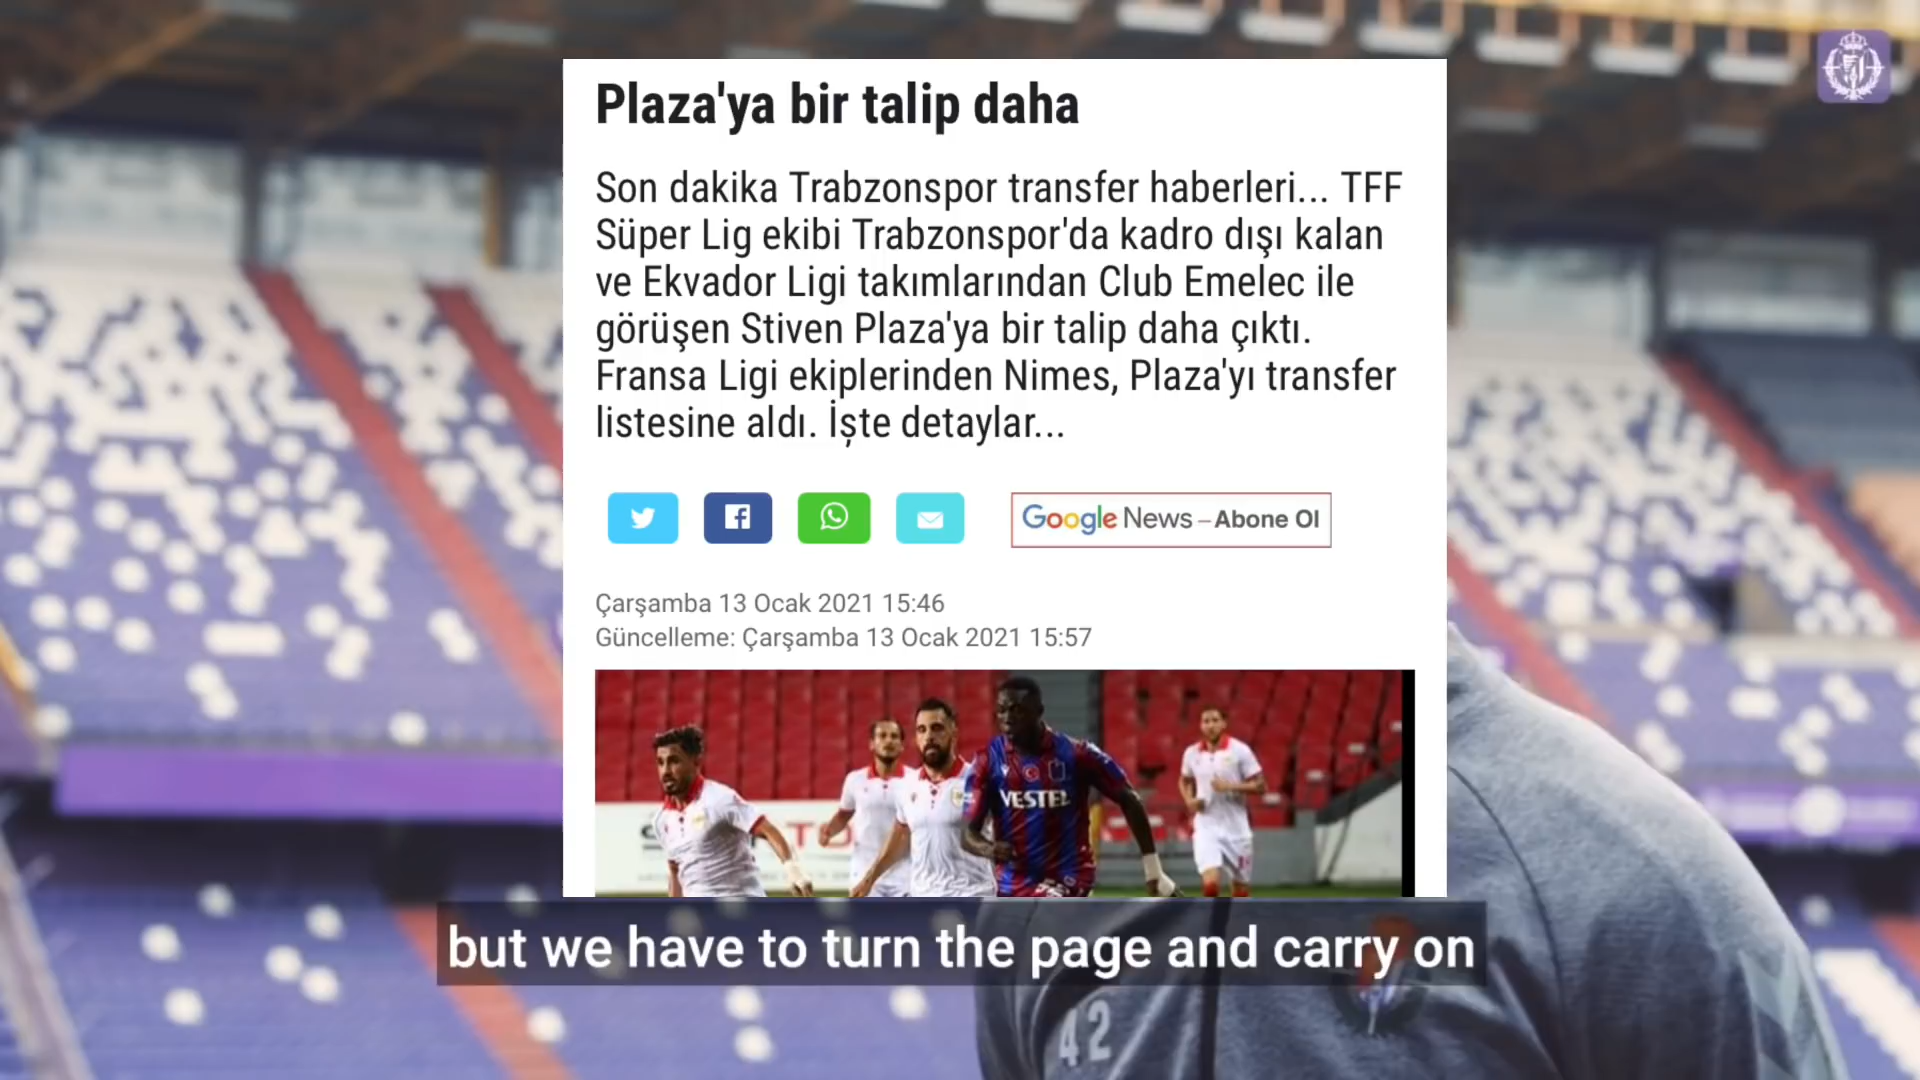 Plaza'ya bir talip daha
Son dakika Trabzonspor transfer haberleri... TFF
Süper Lig ekibi Trabzonspor'da kadro dışı kalan
ve Ekvador Ligi takımlarından Club Emelec ile
görüşen Stiven Plaza'ya bir talip daha çıktı.
Fransa Ligi ekiplerinden Nimes, Plaza'yı transfer
listesine aldı. İşte detaylar...
Google News – Abone Ol
Çarşamba 13 Ocak 2021 15:46
Güncelleme: Çarşamba 13 Ocak 2021 15:57
VESTEL
but we have to turn the page and carry on
42